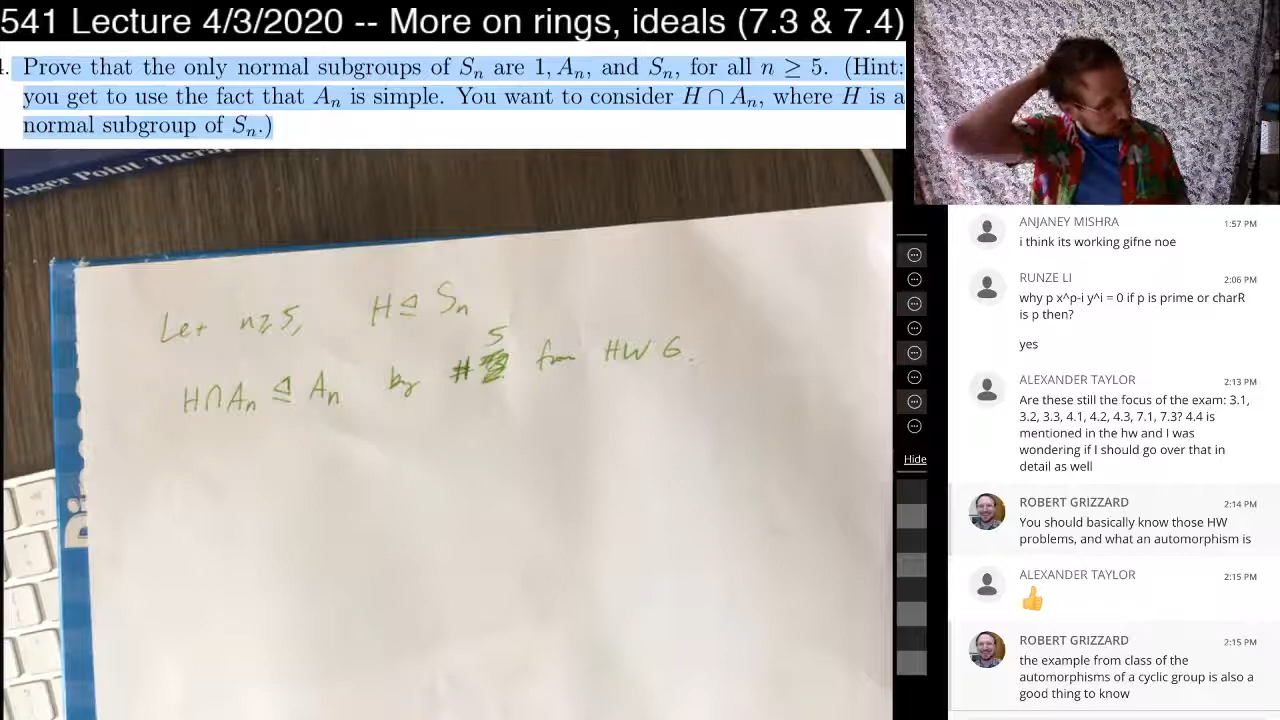 541 Lecture 4/3/2020 -- More on rings, ideals (7.3 & 7.4)
4. Prove that the only normal subgroups of Sₙ are 1, Aₙ, and Sₙ, for all n ≥ 5. (Hint:
you get to use the fact that Aₙ is simple. You want to consider H ∩ Aₙ, where H is a
normal subgroup of Sₙ.)
igger Point Therap
Let n≥5, H ⊴ Sₙ
H∩Aₙ ⊴ Aₙ by #5 from HW 6.
Hide
ANJANEY MISHRA 1:57 PM
i think its working gifne noe
RUNZE LI 2:06 PM
why p x^p-i y^i = 0 if p is prime or charR
is p then?
yes
ALEXANDER TAYLOR 2:13 PM
Are these still the focus of the exam: 3.1,
3.2, 3.3, 4.1, 4.2, 4.3, 7.1, 7.3? 4.4 is
mentioned in the hw and I was
wondering if I should go over that in
detail as well
ROBERT GRIZZARD 2:14 PM
You should basically know those HW
problems, and what an automorphism is
ALEXANDER TAYLOR 2:15 PM
👍
ROBERT GRIZZARD 2:15 PM
the example from class of the
automorphisms of a cyclic group is also a
good thing to know